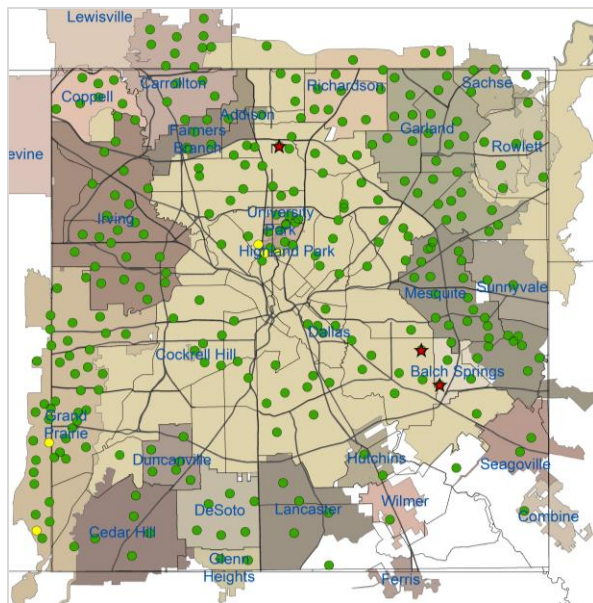 Lewisville
Coppell
Carrollton
Addison
Richardson
Sachse
Farmers
Branch
Garland
Rowlett
evine
Irving
University
Park
Highland Park
Mesquite
Sunnyvale
Dallas
Cockrell Hill
Balch Springs
Grand
Prairie
Duncanville
Hutchins
Seagoville
DeSoto
Lancaster
Wilmer
Combine
Cedar Hill
Glenn
Heights
Ferris